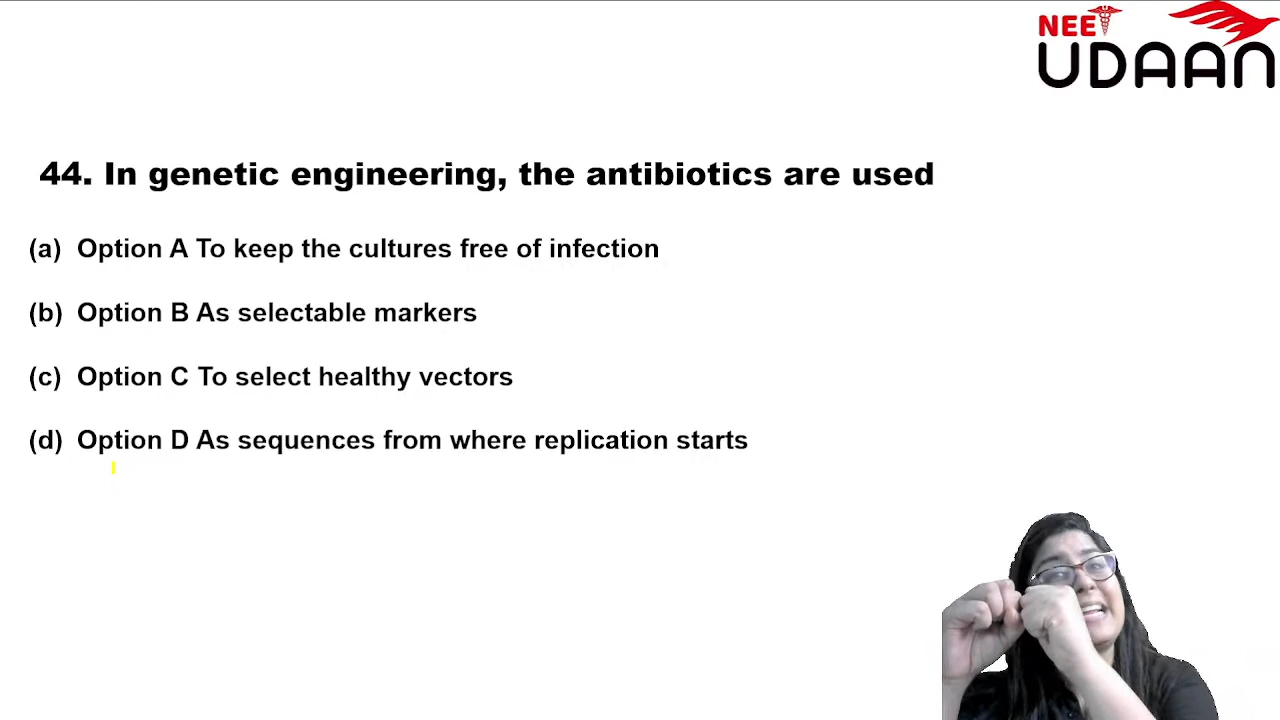 NEET
UDAAN
44. In genetic engineering, the antibiotics are used
(a) Option A To keep the cultures free of infection
(b) Option B As selectable markers
(c) Option C To select healthy vectors
(d) Option D As sequences from where replication starts